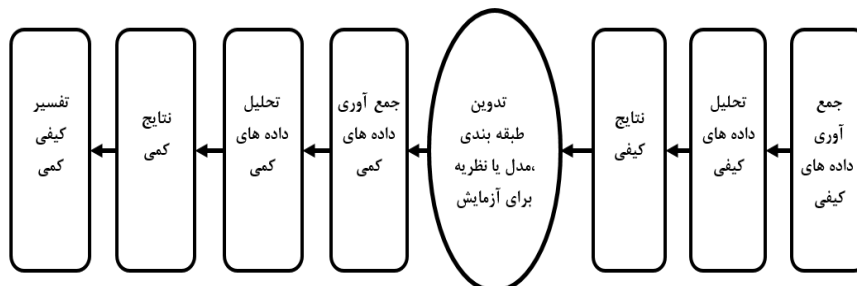 جمع
آوری
داده های
کیفی
تحلیل
داده های
کیفی
نتایج
کیفی
تدوین
طبقه بندی
،مدل یا نظریه
برای آزمایش
جمع آوری
داده های
کمی
تحلیل
داده های
کمی
نتایج
کمی
تفسیر
کیفی
کمی